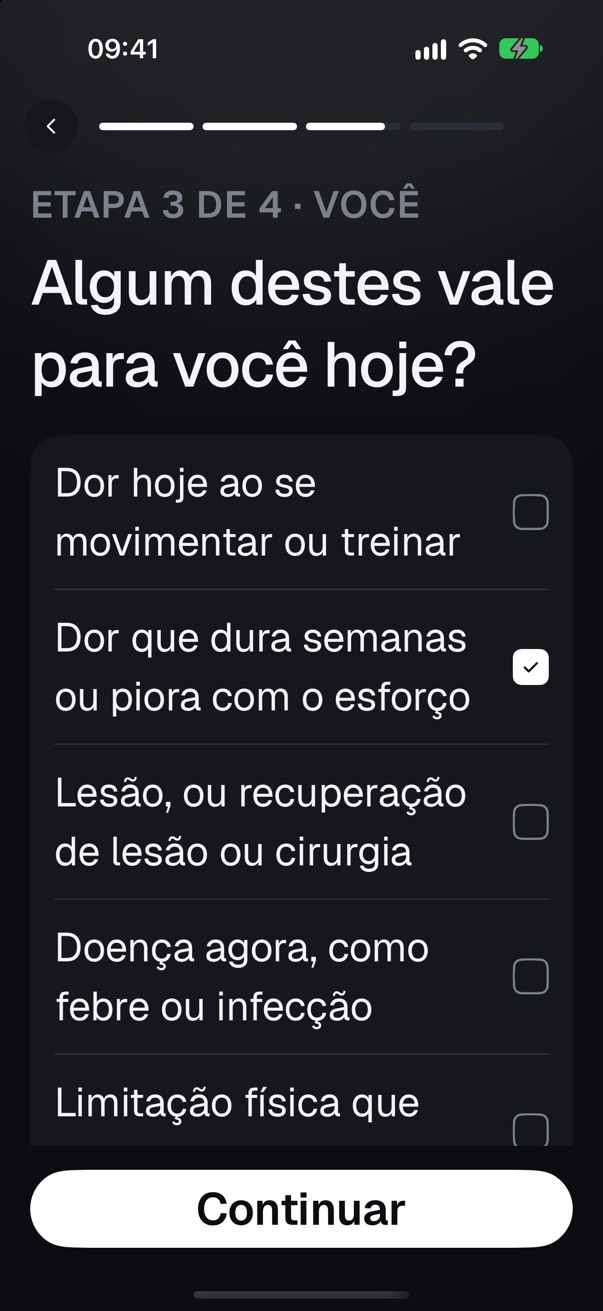 09:41
ETAPA 3 DE 4 · VOCÊ
Algum destes vale
para você hoje?
Dor hoje ao se
movimentar ou treinar
Dor que dura semanas
ou piora com o esforço
Lesão, ou recuperação
de lesão ou cirurgia
Doença agora, como
febre ou infecção
Limitação física que
Continuar